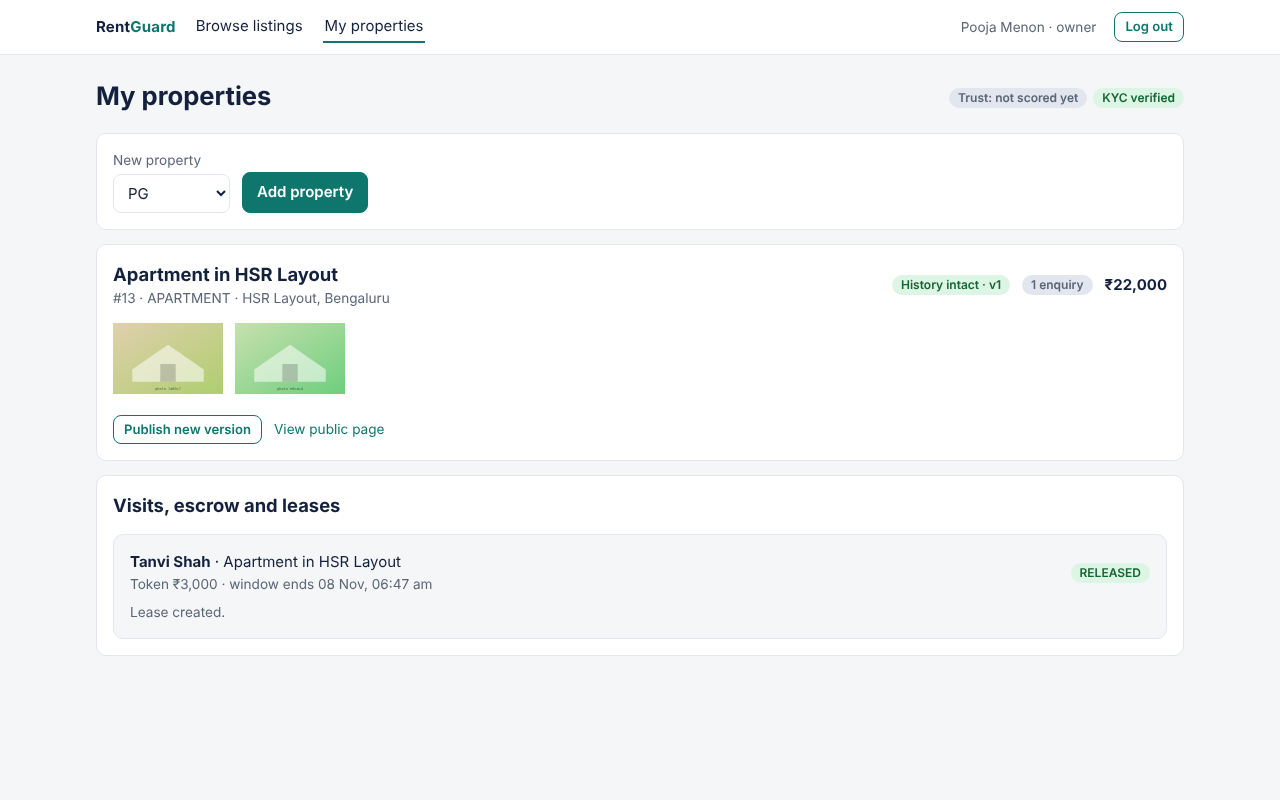 RentGuard Browse listings My properties Pooja Menon · owner Log out
My properties Trust: not scored yet KYC verified
New property
PG Add property
Apartment in HSR Layout
#13 · APARTMENT · HSR Layout, Bengaluru
History intact · v1 1 enquiry ₹22,000
Publish new version View public page
Visits, escrow and leases
Tanvi Shah · Apartment in HSR Layout
Token ₹3,000 · window ends 08 Nov, 06:47 am
RELEASED
Lease created.